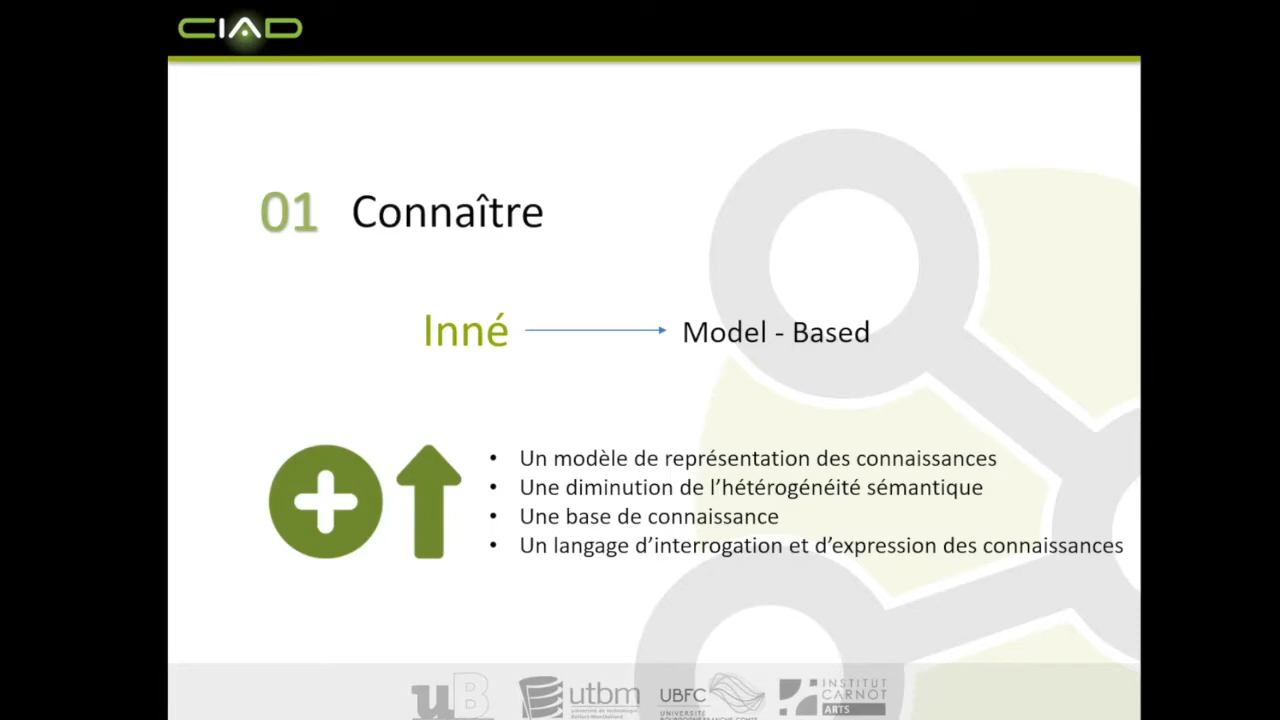 CIAD
01 Connaître
Inné Model - Based
• Un modèle de représentation des connaissances
• Une diminution de l’hétérogénéité sémantique
• Une base de connaissance
• Un langage d’interrogation et d’expression des connaissances
uB utbm UBFC INSTITUT
CARNOT
ARTS